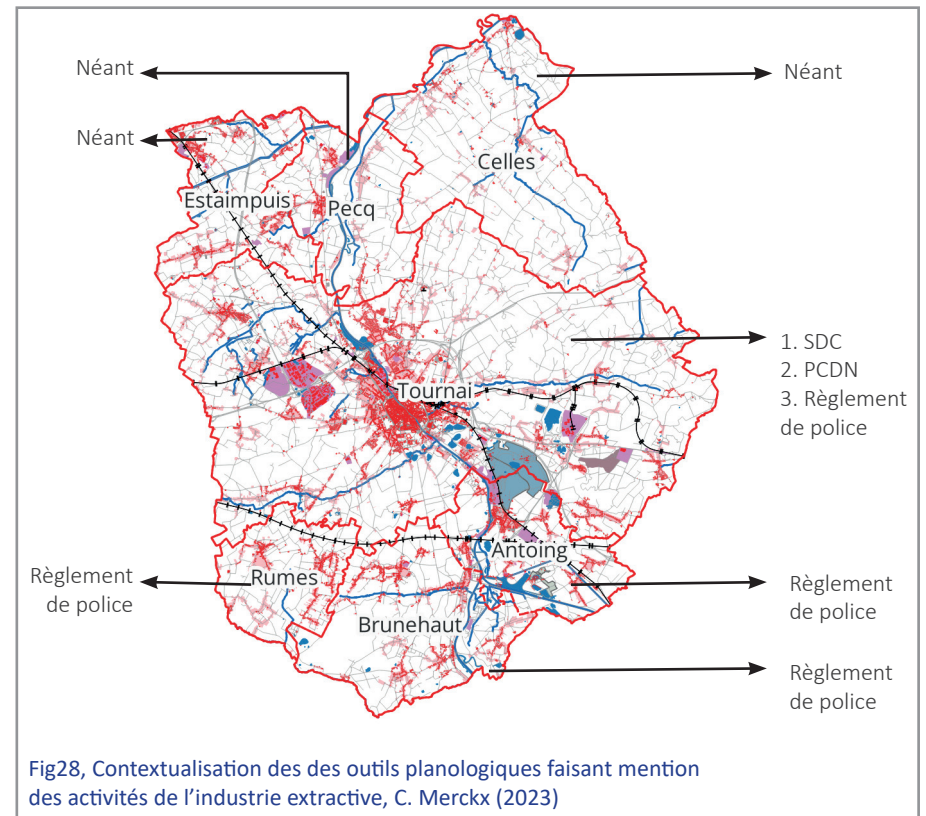 Néant
Néant
Néant
Celles
Estaimpuis
Pecq
1. SDC
2. PCDN
3. Règlement
de police
Tournai
Antoing
Règlement
de police
Rumes
Règlement
de police
Brunehaut
Règlement
de police
Fig28, Contextualisation des des outils planologiques faisant mention
des activités de l'industrie extractive, C. Merckx (2023)